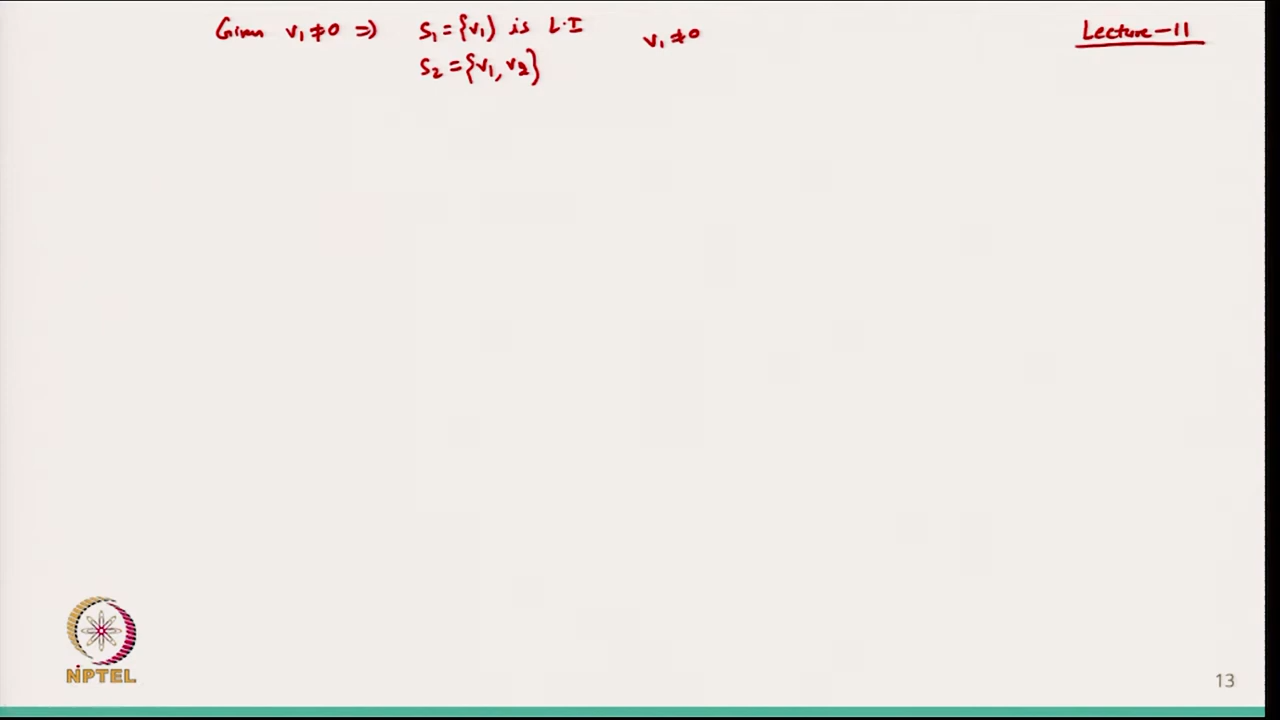 Given v₁ ≠ 0 ⇒ S₁ = {v₁} is L.I v₁ ≠ 0
Lecture-11
S₂ = {v₁, v₂}
NPTEL
13